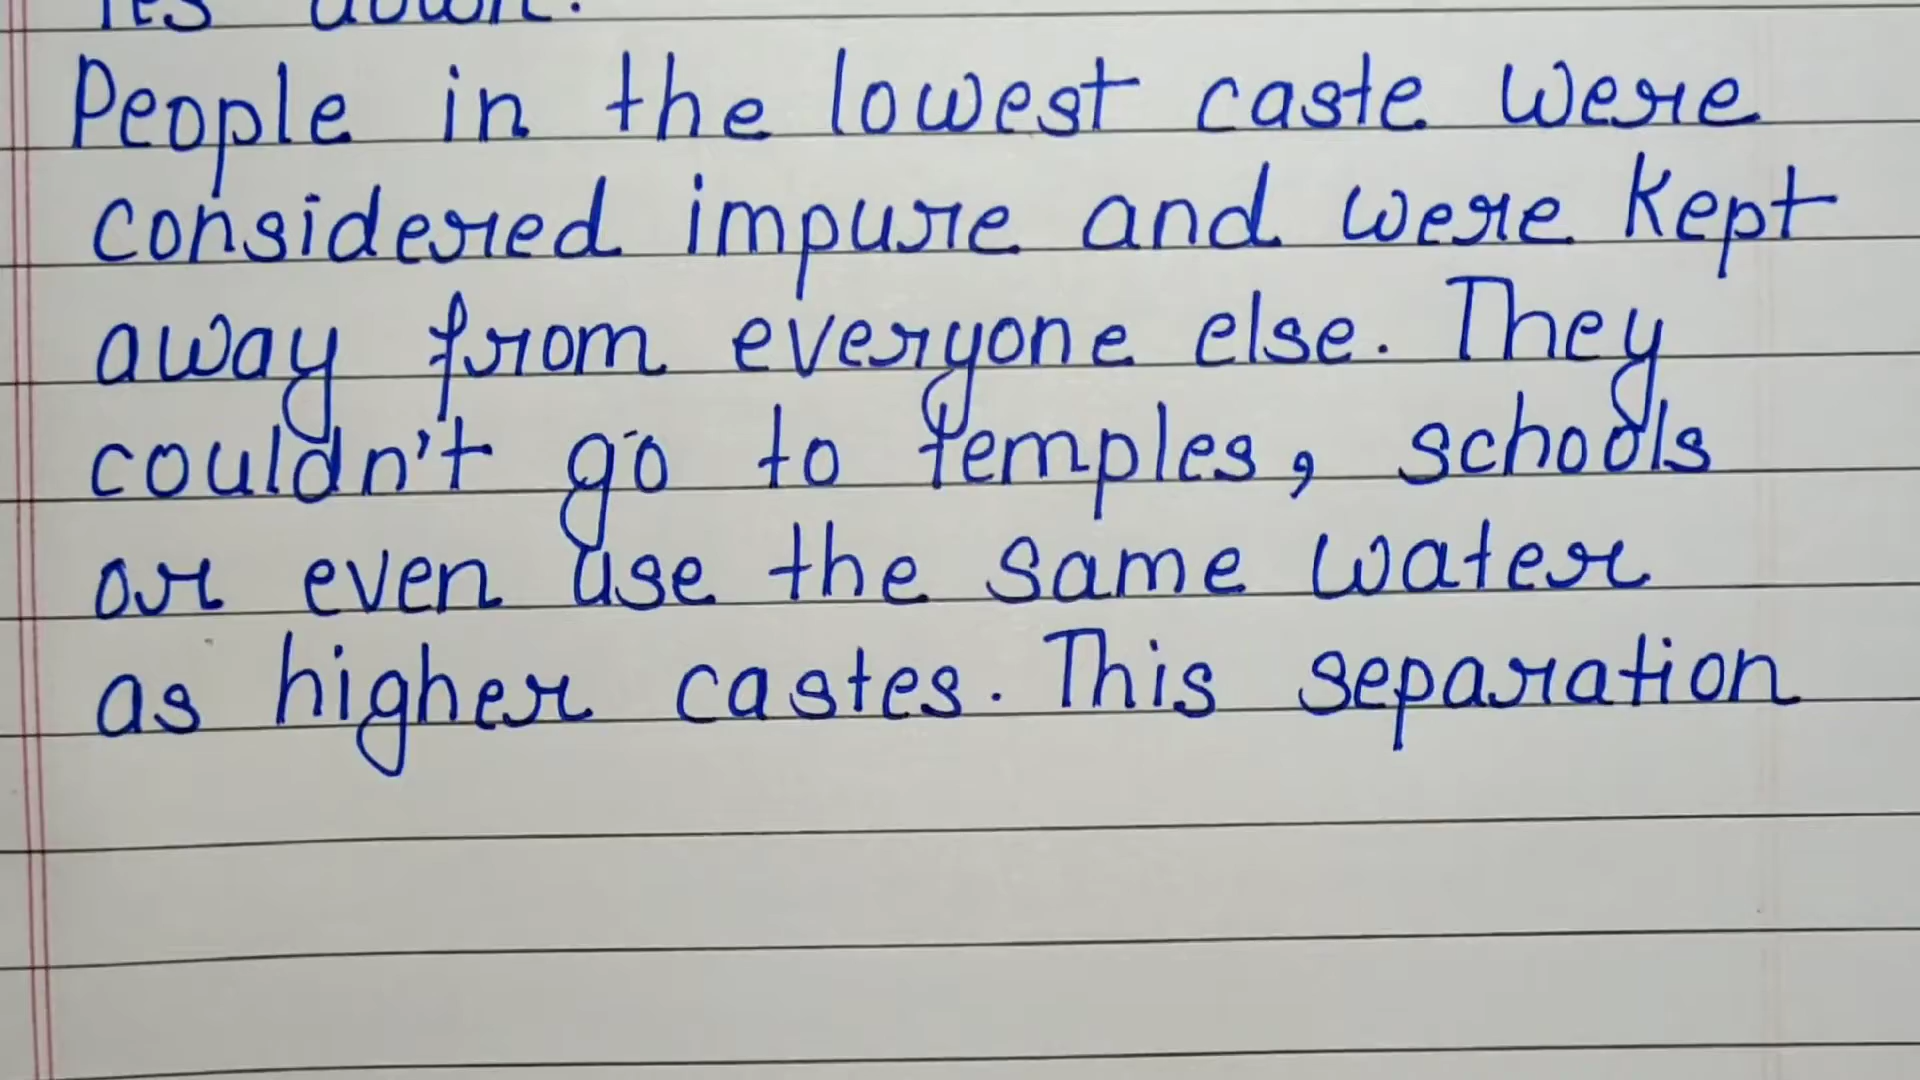 People in the lowest caste were
considered impure and were kept
away from everyone else. They
couldn't go to temples, schools
or even use the same water
as higher castes. This separation